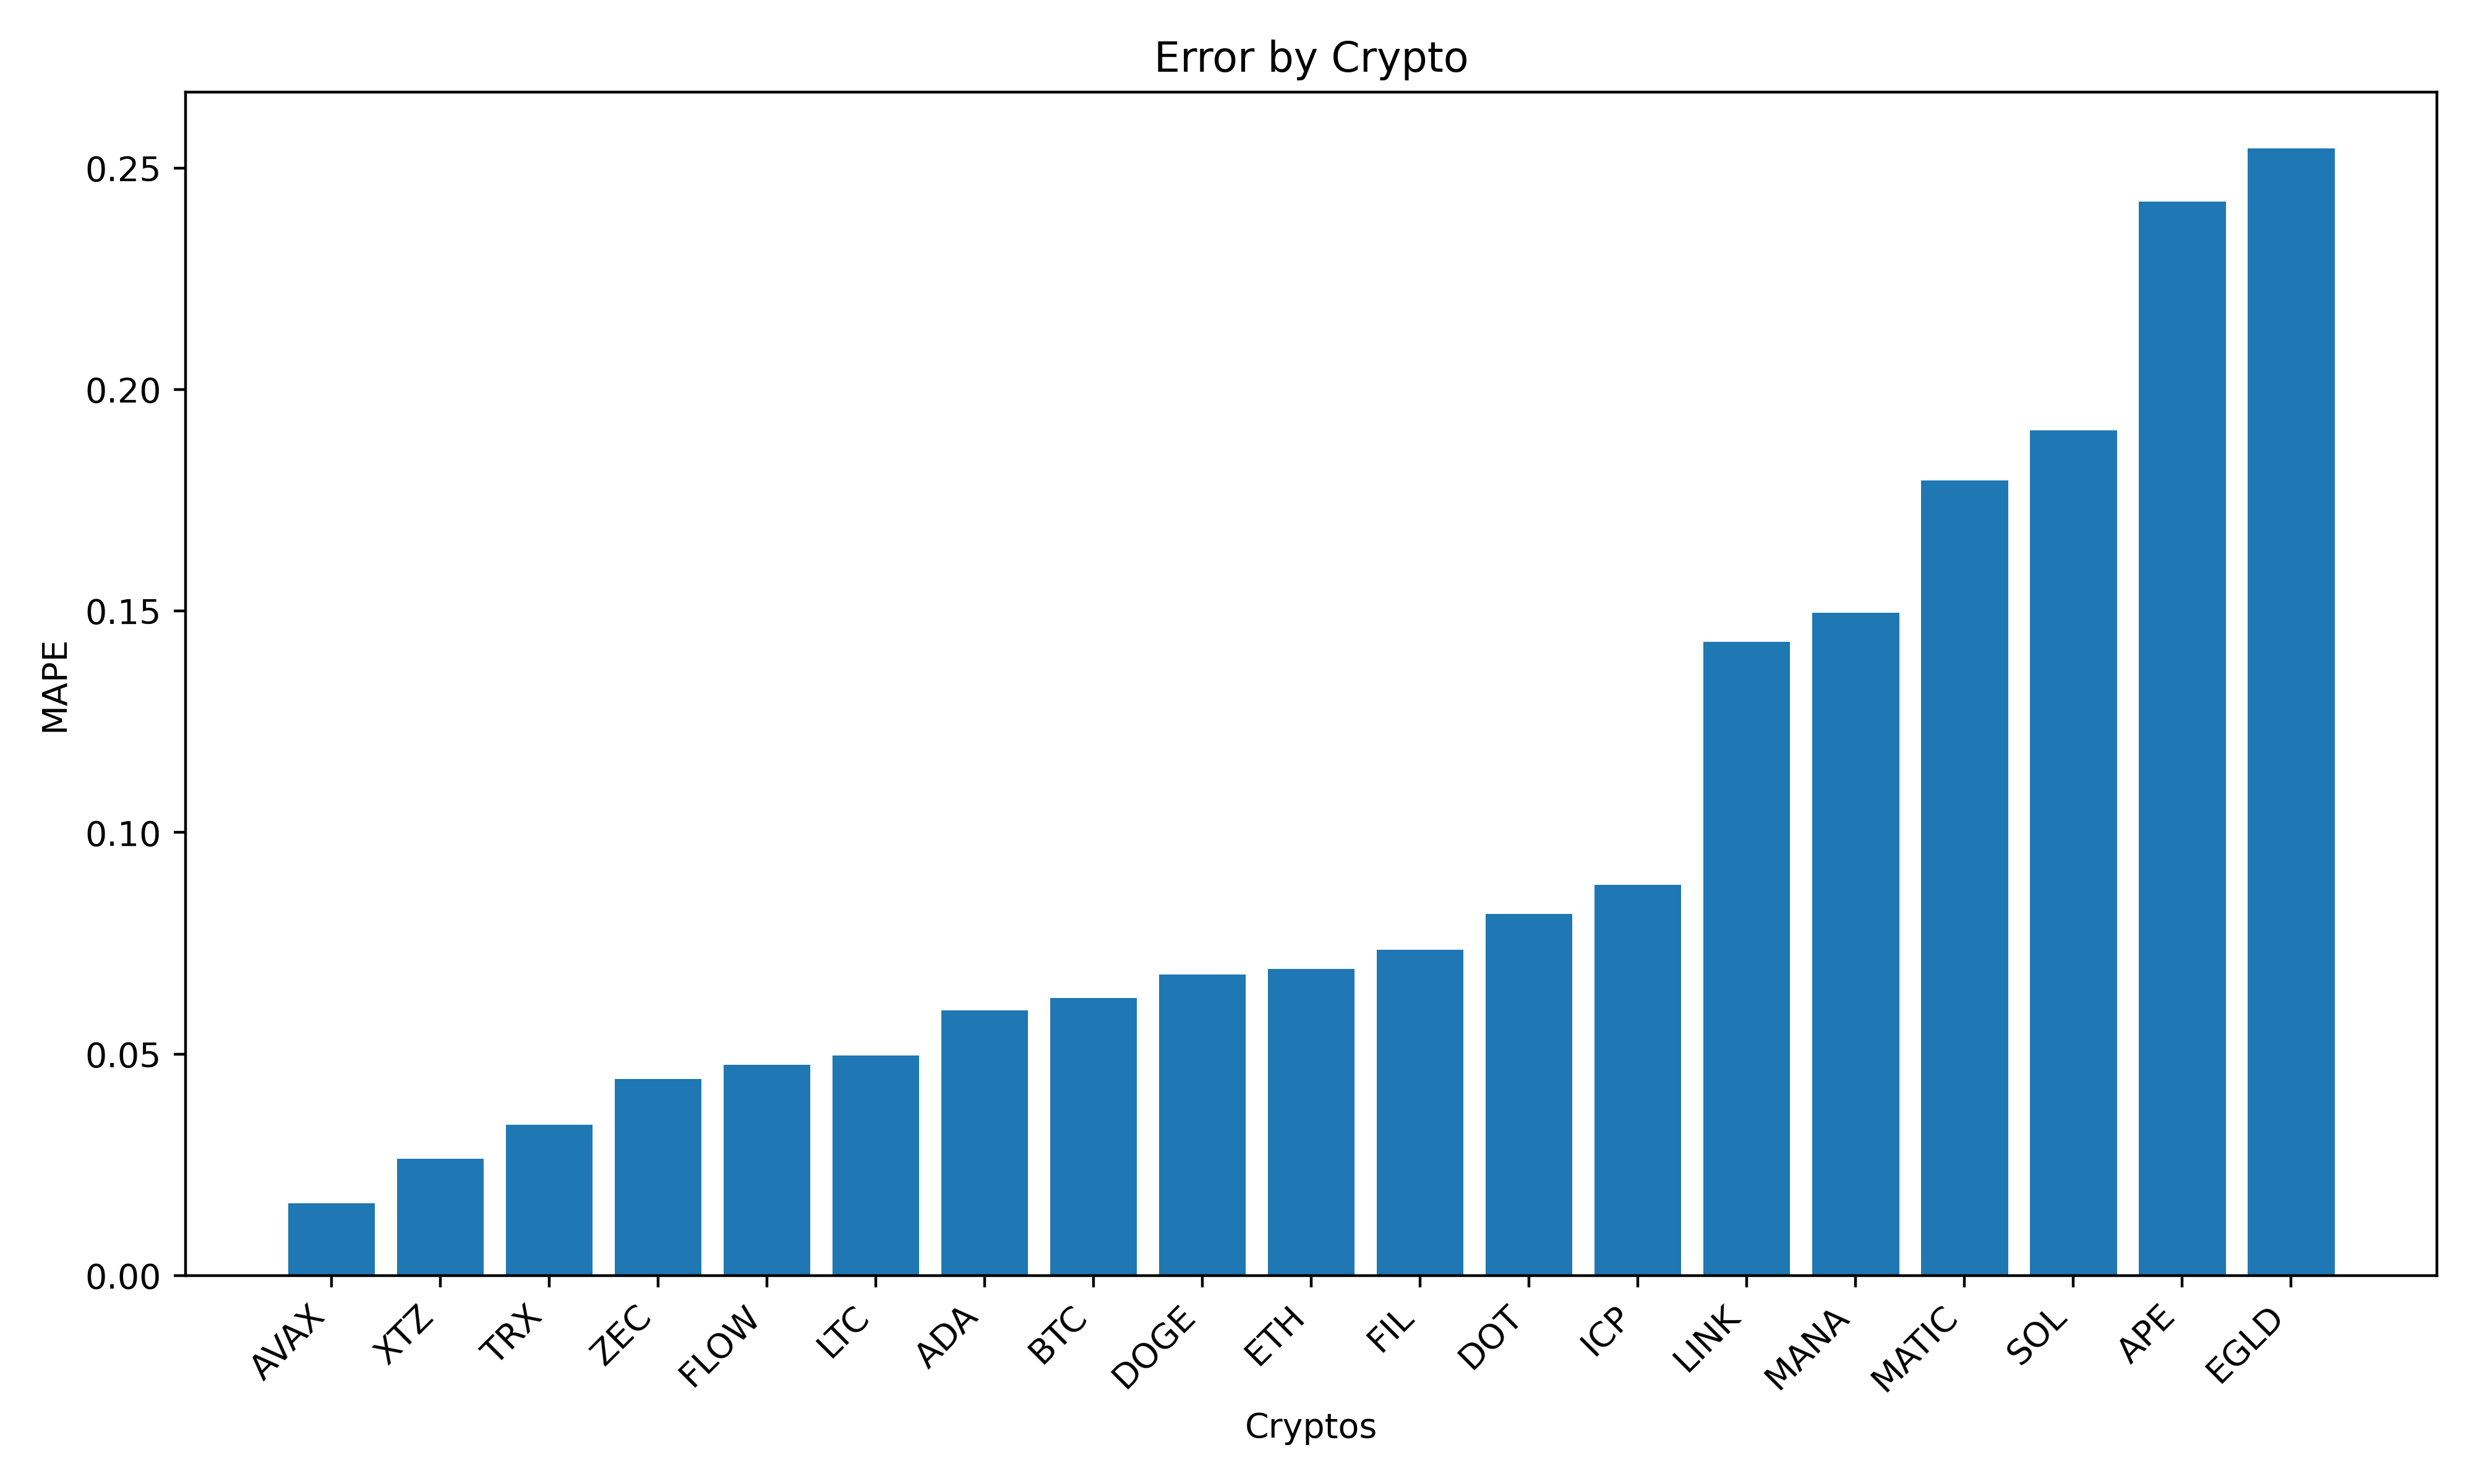 Error by Crypto
MAPE
0.25
0.20
0.15
0.10
0.05
0.00
AVAX
XTZ
TRX
ZEC
FLOW
LTC
ADA
BTC
DOGE
ETH
FIL
DOT
ICP
LINK
MANA
MATIC
SOL
APE
EGLD
Cryptos